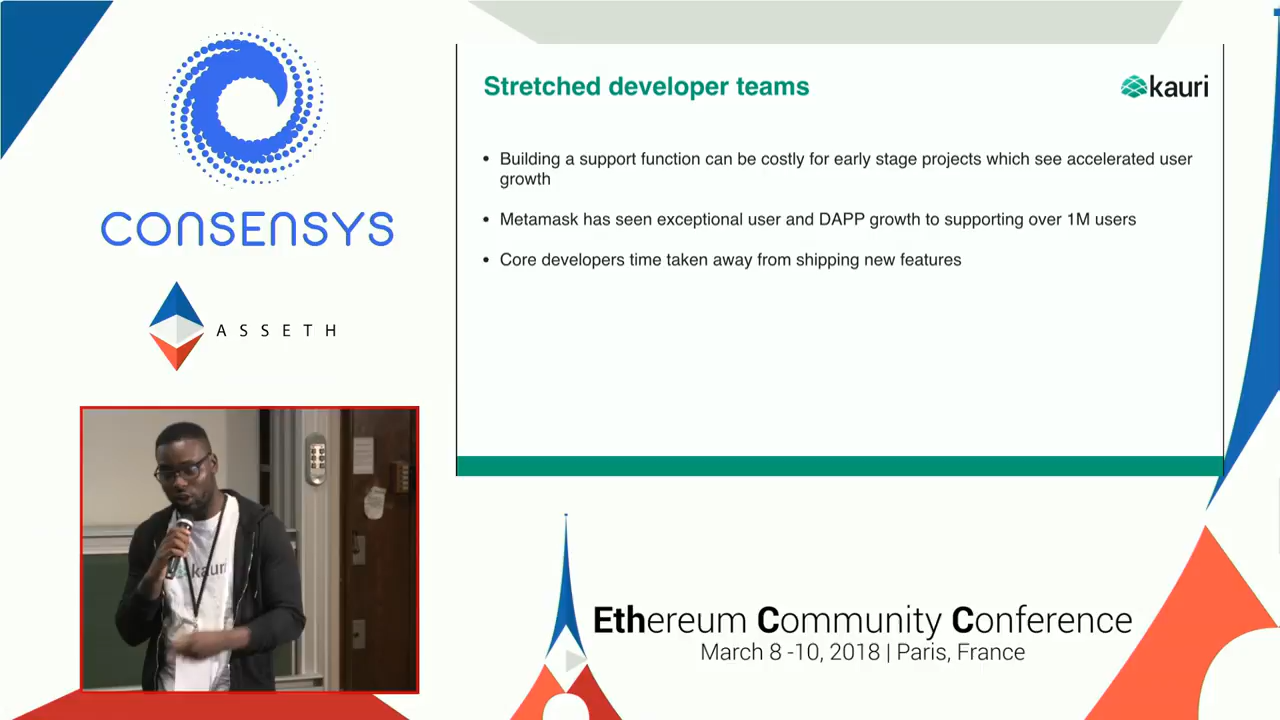 CONSENSYS
ASSETH
Stretched developer teams
kauri
• Building a support function can be costly for early stage projects which see accelerated user
growth
• Metamask has seen exceptional user and DAPP growth to supporting over 1M users
• Core developers time taken away from shipping new features
kauri
Ethereum Community Conference
March 8 -10, 2018 | Paris, France